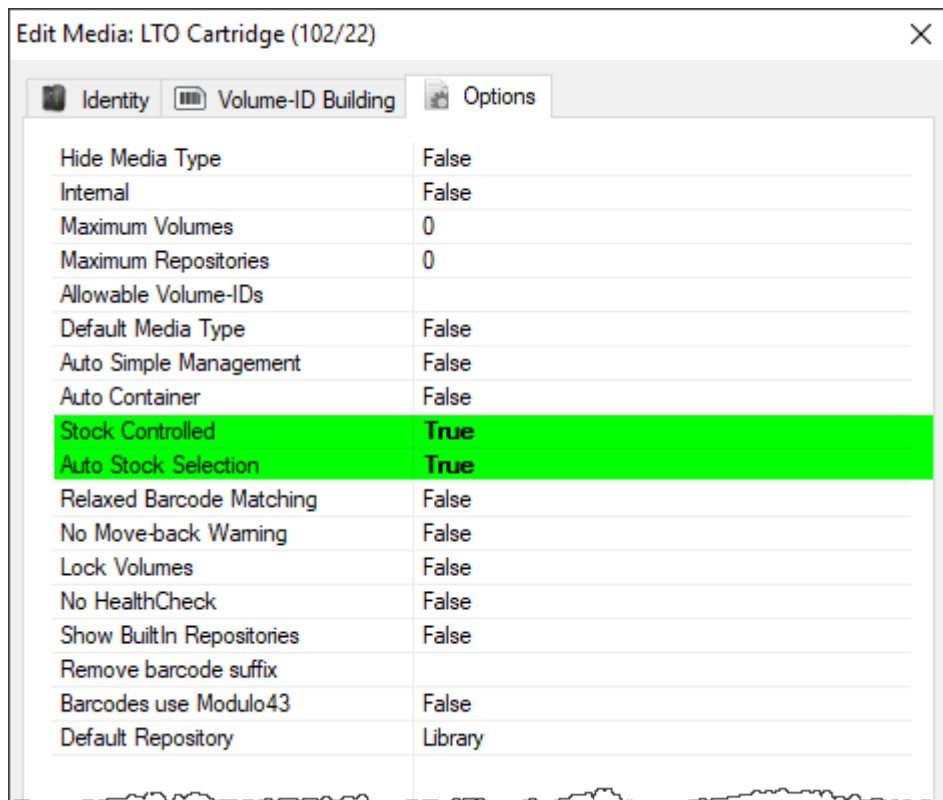 Edit Media: LTO Cartridge (102/22)
Identity Volume-ID Building Options
Hide Media Type False
Internal False
Maximum Volumes 0
Maximum Repositories 0
Allowable Volume-IDs
Default Media Type False
Auto Simple Management False
Auto Container False
Stock Controlled True
Auto Stock Selection True
Relaxed Barcode Matching False
No Move-back Warning False
Lock Volumes False
No HealthCheck False
Show BuiltIn Repositories False
Remove barcode suffix
Barcodes use Modulo43 False
Default Repository Library